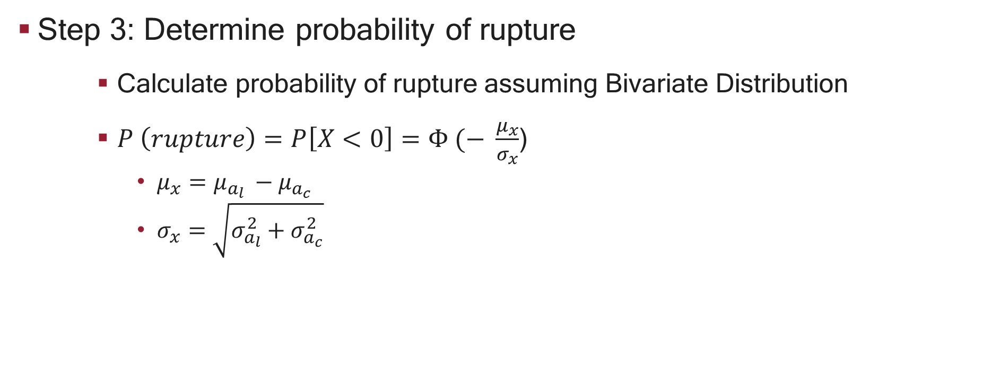 ▪ Step 3: Determine probability of rupture
▪ Calculate probability of rupture assuming Bivariate Distribution
▪ $P\,(rupture) = P[X < 0] = \Phi\,(-\frac{\mu_x}{\sigma_x})$
• $\mu_x = \mu_{a_l} - \mu_{a_c}$
• $\sigma_x = \sqrt{\sigma_{a_l}^2 + \sigma_{a_c}^2}$